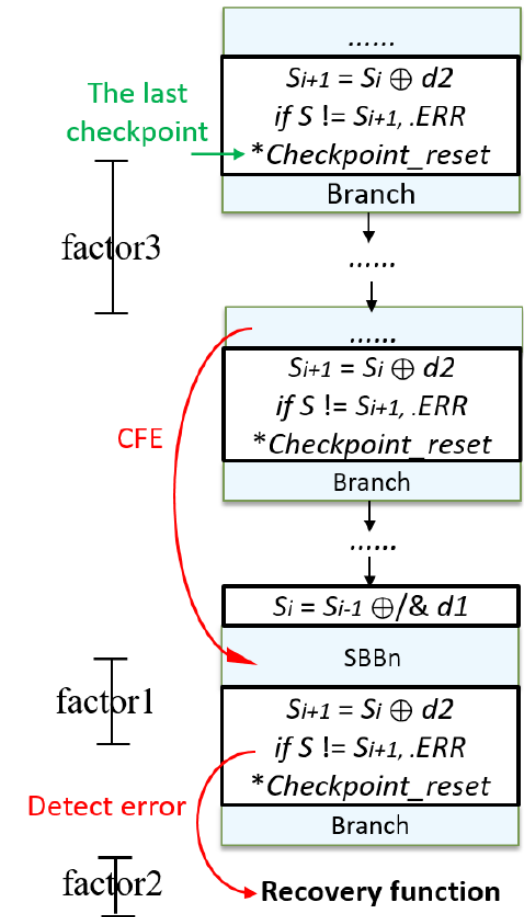 ......
Si+1 = Si ⊕ d2
if S != Si+1, .ERR
*Checkpoint_reset
Branch
The last
checkpoint
factor3
......
......
Si+1 = Si ⊕ d2
if S != Si+1, .ERR
*Checkpoint_reset
Branch
CFE
......
Si = Si-1 ⊕/& d1
SBBn
factor1
Si+1 = Si ⊕ d2
if S != Si+1, .ERR
*Checkpoint_reset
Branch
Detect error
factor2
Recovery function